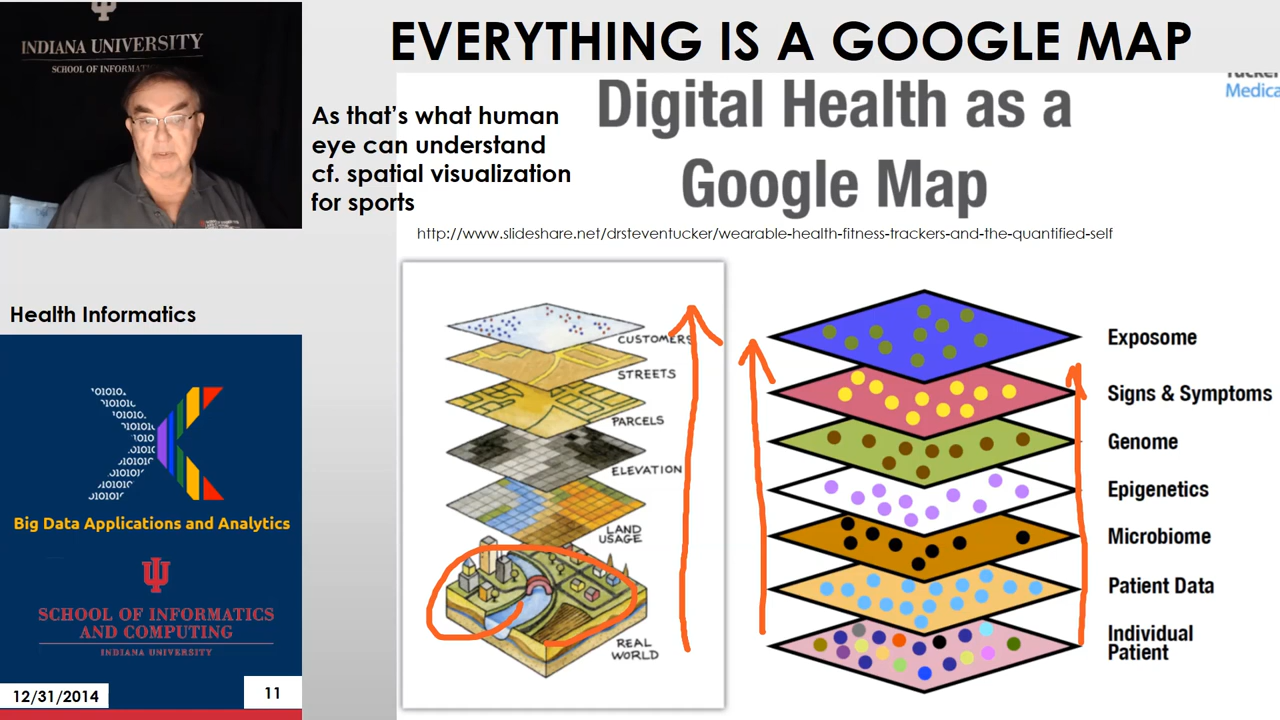 INDIANA UNIVERSITY
EVERYTHING IS A GOOGLE MAP
As that's what human
eye can understand
cf. spatial visualization
for sports
Digital Health as a
Google Map
Medica
http://www.slideshare.net/drsteventucker/wearable-health-fitness-trackers-and-the-quantified-self
Health Informatics
Big Data Applications and Analytics
SCHOOL OF INFORMATICS
AND COMPUTING
INDIANA UNIVERSITY
12/31/2014
11
CUSTOMERS
STREETS
PARCELS
ELEVATION
LAND
USAGE
REAL
WORLD
Exposome
Signs & Symptoms
Genome
Epigenetics
Microbiome
Patient Data
Individual
Patient